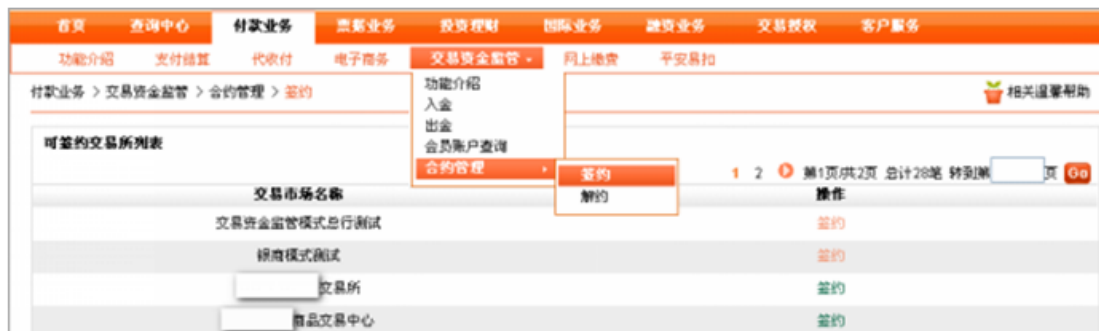 首页 查询中心 付款业务 票据业务 投资理财 国际业务 融资业务 交易授权 客户服务
功能介绍 支付结算 代收付 电子商务 交易资金监管 网上缴费 平安易扣
付款业务 > 交易资金监管 > 合约管理 > 签约
相关温馨帮助
功能介绍
入金
出金
会员账户查询
合约管理
签约
解约
可签约交易所列表
1 2 第1页/共2页 总计28笔 转到第 页 Go
交易市场名称 操作
交易资金监管模式总行测试 签约
银商模式测试 签约
交易所 签约
商品交易中心 签约